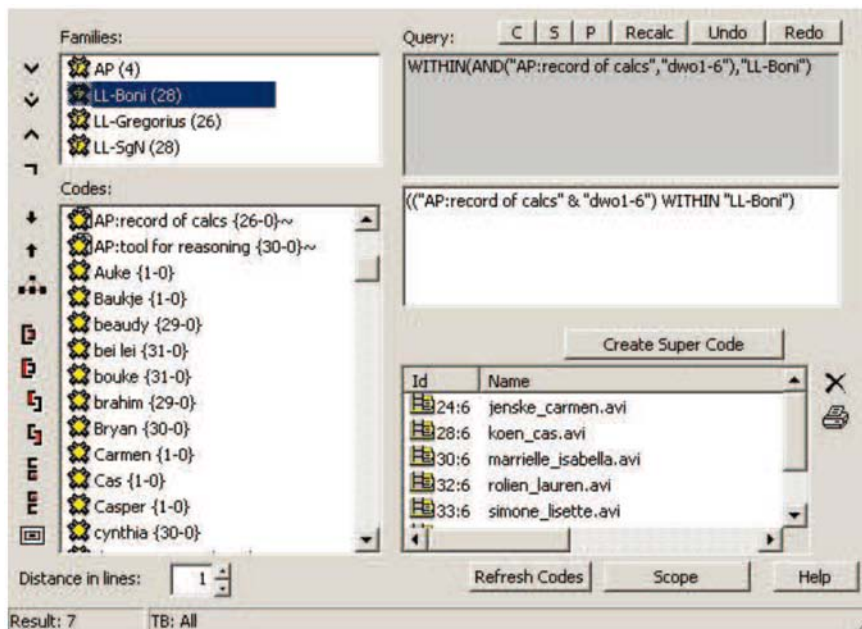 Families:
AP (4)
LL-Boni (28)
LL-Gregorius (26)
LL-SgN (28)
Codes:
AP:record of calcs {26-0}~
AP:tool for reasoning {30-0}~
Auke {1-0}
Baukje {1-0}
beaudy {29-0}
bei lei {31-0}
bouke {31-0}
brahim {29-0}
Bryan {30-0}
Carmen {1-0}
Cas {1-0}
Casper {1-0}
cynthia {30-0}
Query: C S P Recalc Undo Redo
WITHIN(AND("AP:record of calcs","dwo1-6"),"LL-Boni")
(("AP:record of calcs" & "dwo1-6") WITHIN "LL-Boni")
Create Super Code
Id Name
24:6 jenske_carmen.avi
28:6 koen_cas.avi
30:6 marrielle_isabella.avi
32:6 rolien_lauren.avi
33:6 simone_lisette.avi
Distance in lines: 1 Refresh Codes Scope Help
Result: 7 TB: All